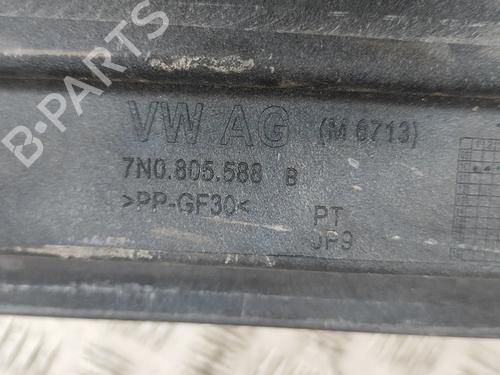 B-PARTS
VW AG (M 6713)
7N0.805.588 B
>PP-GF30<
PT
JP9